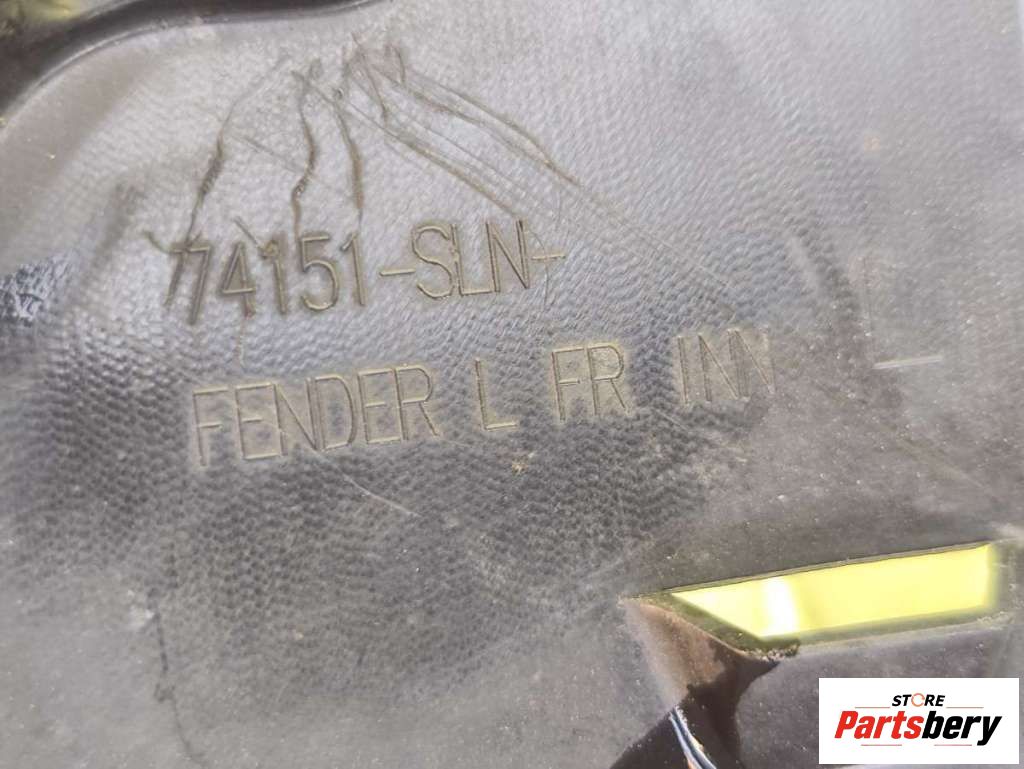 74151-SLN-
FENDER L FR INN
STORE
Partsbery